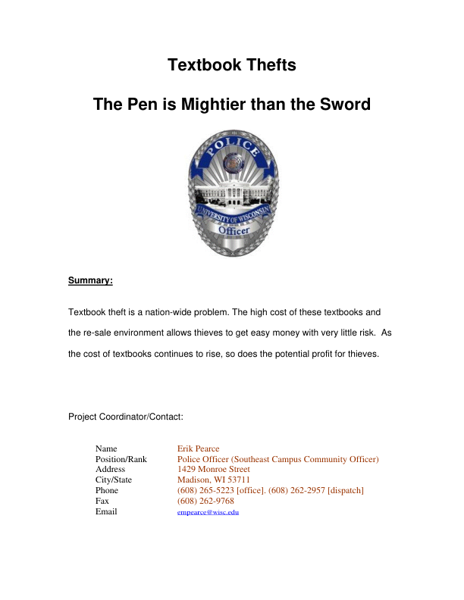 Textbook Thefts
The Pen is Mightier than the Sword
POLICE
UNIVERSITY OF WISCONSIN
Officer
Summary:
Textbook theft is a nation-wide problem. The high cost of these textbooks and
the re-sale environment allows thieves to get easy money with very little risk. As
the cost of textbooks continues to rise, so does the potential profit for thieves.
Project Coordinator/Contact:
Name Erik Pearce
Position/Rank Police Officer (Southeast Campus Community Officer)
Address 1429 Monroe Street
City/State Madison, WI 53711
Phone (608) 265-5223 [office]. (608) 262-2957 [dispatch]
Fax (608) 262-9768
Email empearce@wisc.edu